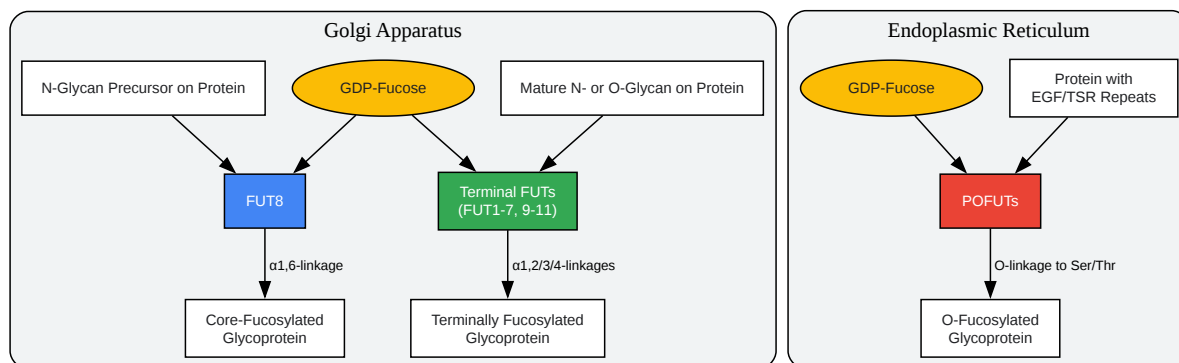 Golgi Apparatus
N-Glycan Precursor on Protein
GDP-Fucose
Mature N- or O-Glycan on Protein
FUT8
Terminal FUTs
(FUT1-7, 9-11)
α1,6-linkage
α1,2/3/4-linkages
Core-Fucosylated
Glycoprotein
Terminally Fucosylated
Glycoprotein
Endoplasmic Reticulum
GDP-Fucose
Protein with
EGF/TSR Repeats
POFUTs
O-linkage to Ser/Thr
O-Fucosylated
Glycoprotein